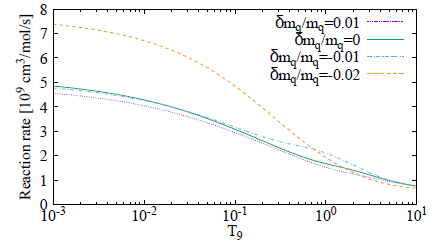 Reaction rate [10⁹ cm³/mol/s]
8
7
6
5
4
3
2
1
0
δm_q/m_q=0.01
δm_q/m_q=0
δm_q/m_q=-0.01
δm_q/m_q=-0.02
10⁻³ 10⁻² 10⁻¹ 10⁰ 10¹
T₉